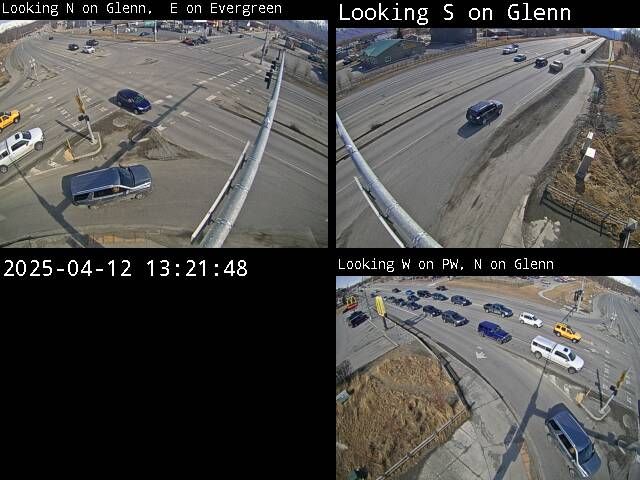 Looking N on Glenn, E on Evergreen
Looking S on Glenn
2025-04-12 13:21:48
Looking W on PW, N on Glenn